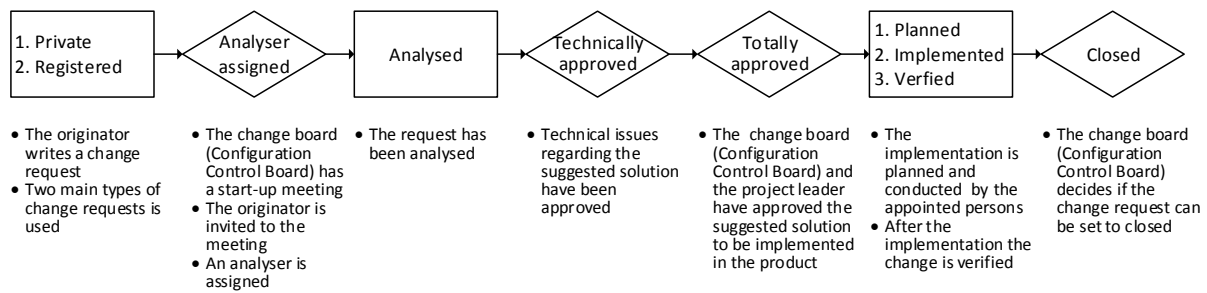 1. Private
2. Registered
Analyser
assigned
Analysed
Technically
approved
Totally
approved
1. Planned
2. Implemented
3. Verfied
Closed
• The originator
writes a change
request
• Two main types of
change requests is
used
• The change board
(Configuration
Control Board) has
a start-up meeting
• The originator is
invited to the
meeting
• An analyser is
assigned
• The request has
been analysed
• Technical issues
regarding the
suggested solution
have been
approved
• The change board
(Configuration
Control Board) and
the project leader
have approved the
suggested solution
to be implemented
in the product
• The
implementation is
planned and
conducted by the
appointed persons
• After the
implementation the
change is verified
• The change board
(Configuration
Control Board)
decides if the
change request can
be set to closed